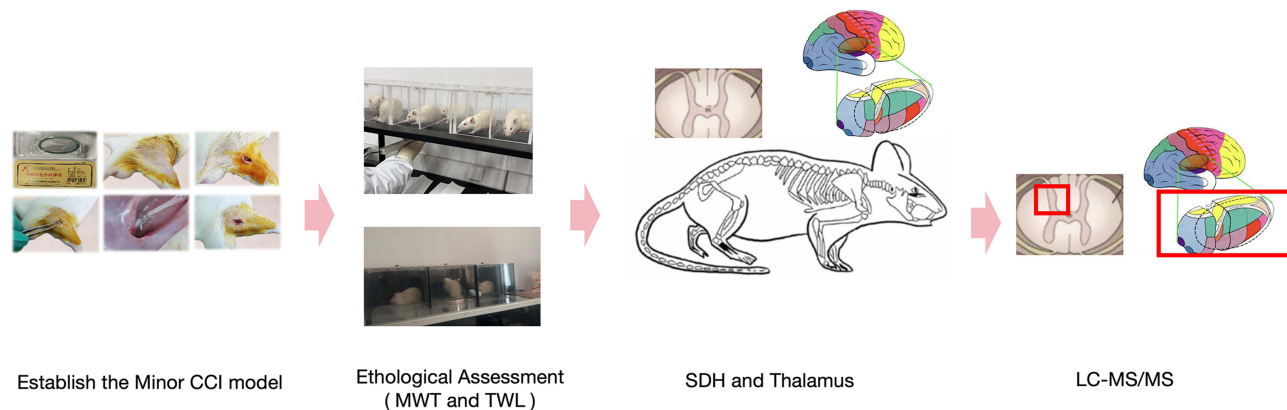 Establish the Minor CCI model
Ethological Assessment
( MWT and TWL )
SDH and Thalamus
LC-MS/MS